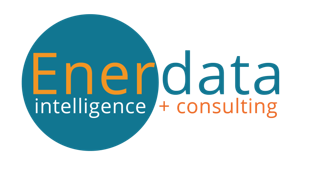 Enerdata
intelligence + consulting